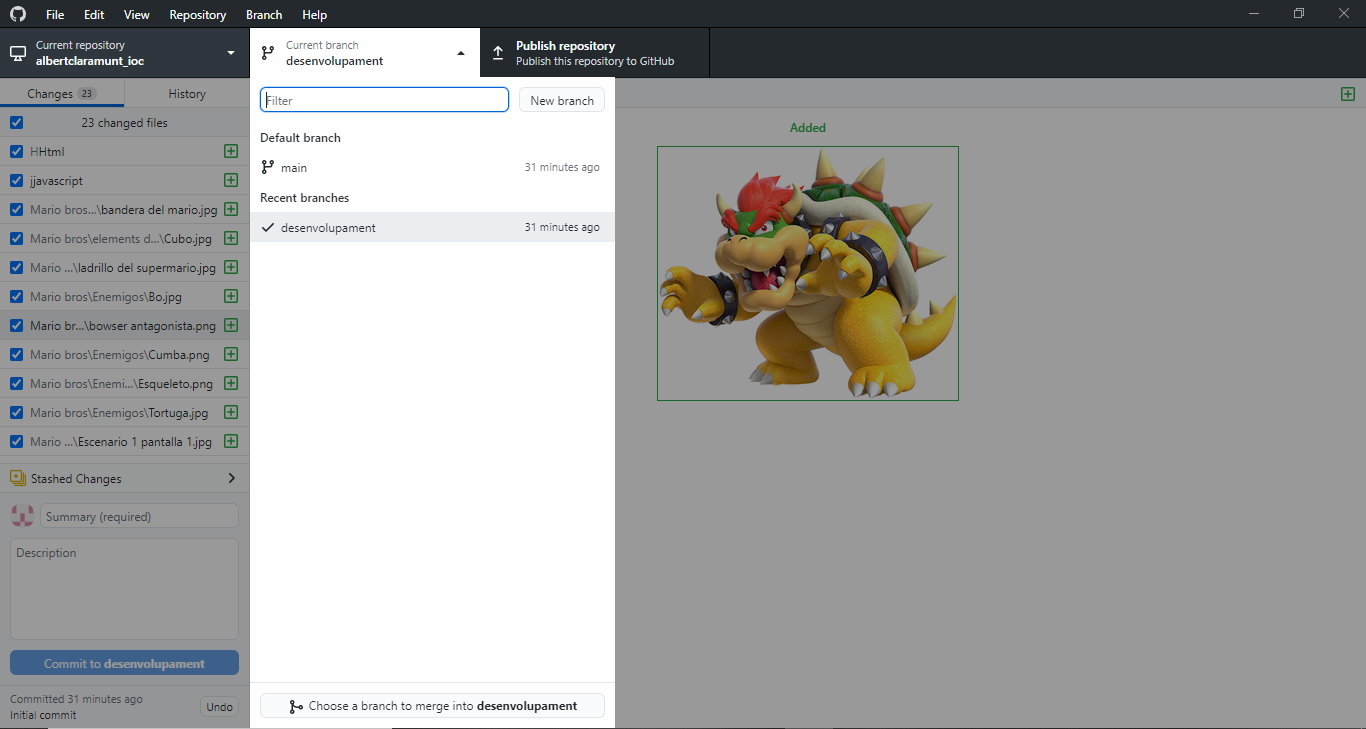 File Edit View Repository Branch Help
Current repository
albertclaramunt_ioc
Current branch
desenvolupament
Publish repository
Publish this repository to GitHub
Changes 23 History
23 changed files
HHtml
jjavascript
Mario bros...\bandera del mario.jpg
Mario bros\elements d...\Cubo.jpg
Mario ...\ladrillo del supermario.jpg
Mario bros\Enemigos\Bo.jpg
Mario br...\bowser antagonista.png
Mario bros\Enemigos\Cumba.png
Mario bros\Enemi...\Esqueleto.png
Mario bros\Enemigos\Tortuga.jpg
Mario ...\Escenario 1 pantalla 1.jpg
Stashed Changes
Summary (required)
Description
Commit to desenvolupament
Committed 31 minutes ago
Initial commit
Undo
Filter
New branch
Default branch
main 31 minutes ago
Recent branches
desenvolupament 31 minutes ago
Choose a branch to merge into desenvolupament
Added